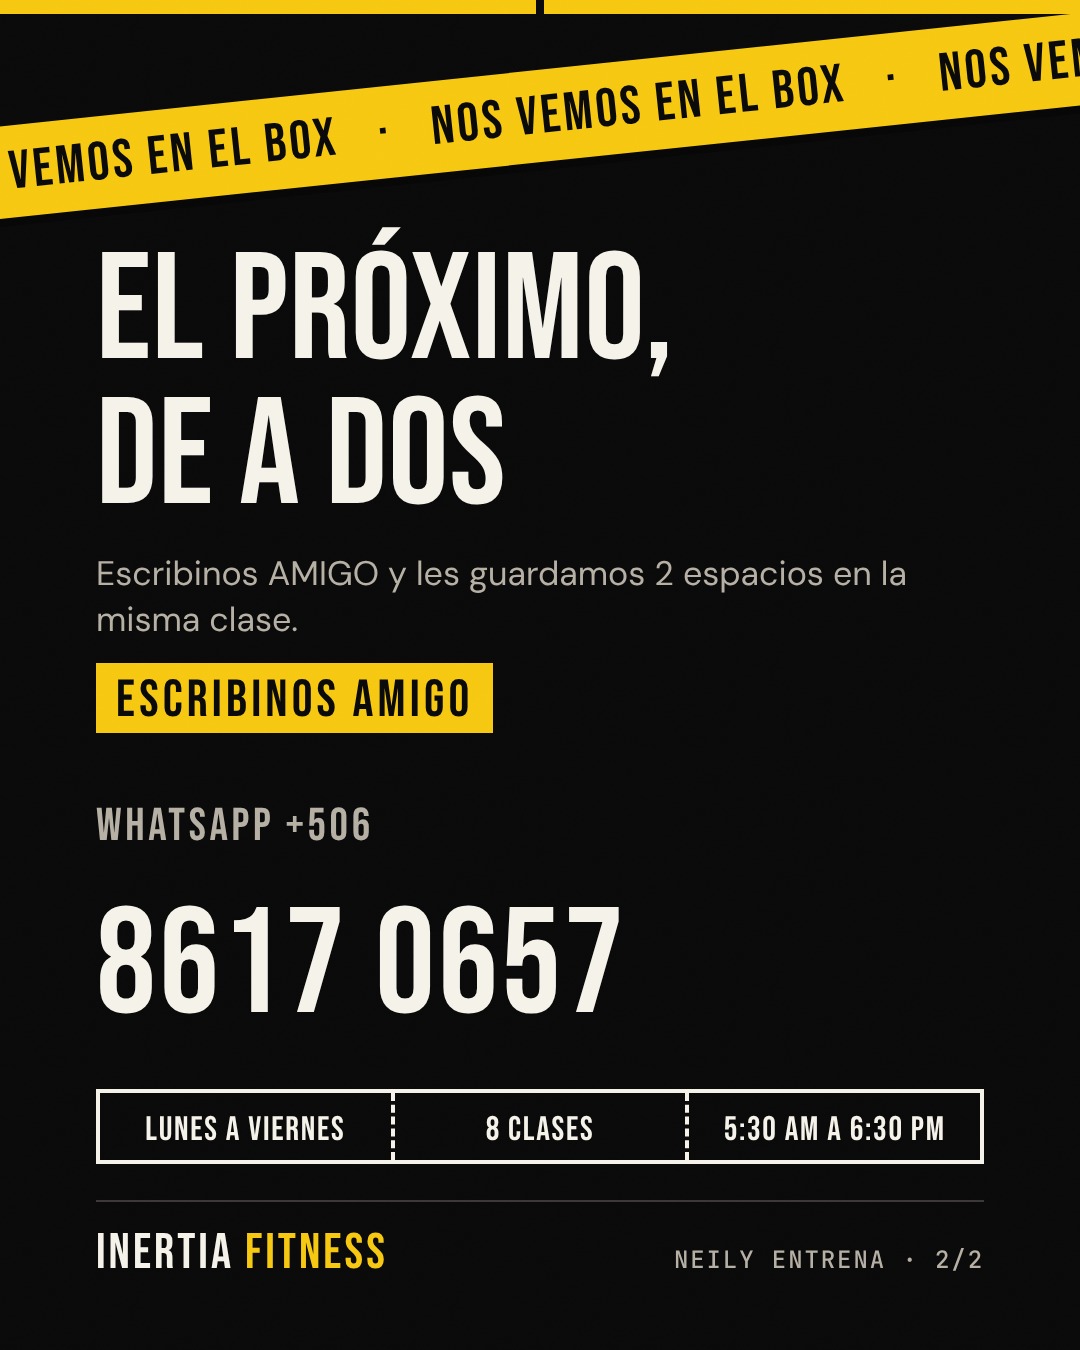 VEMOS EN EL BOX · NOS VEMOS EN EL BOX · NOS VEM
EL PRÓXIMO,
DE A DOS
Escribinos AMIGO y les guardamos 2 espacios en la
misma clase.
ESCRIBINOS AMIGO
WHATSAPP +506
8617 0657
LUNES A VIERNES
8 CLASES
5:30 AM A 6:30 PM
INERTIA FITNESS
NEILY ENTRENA · 2/2